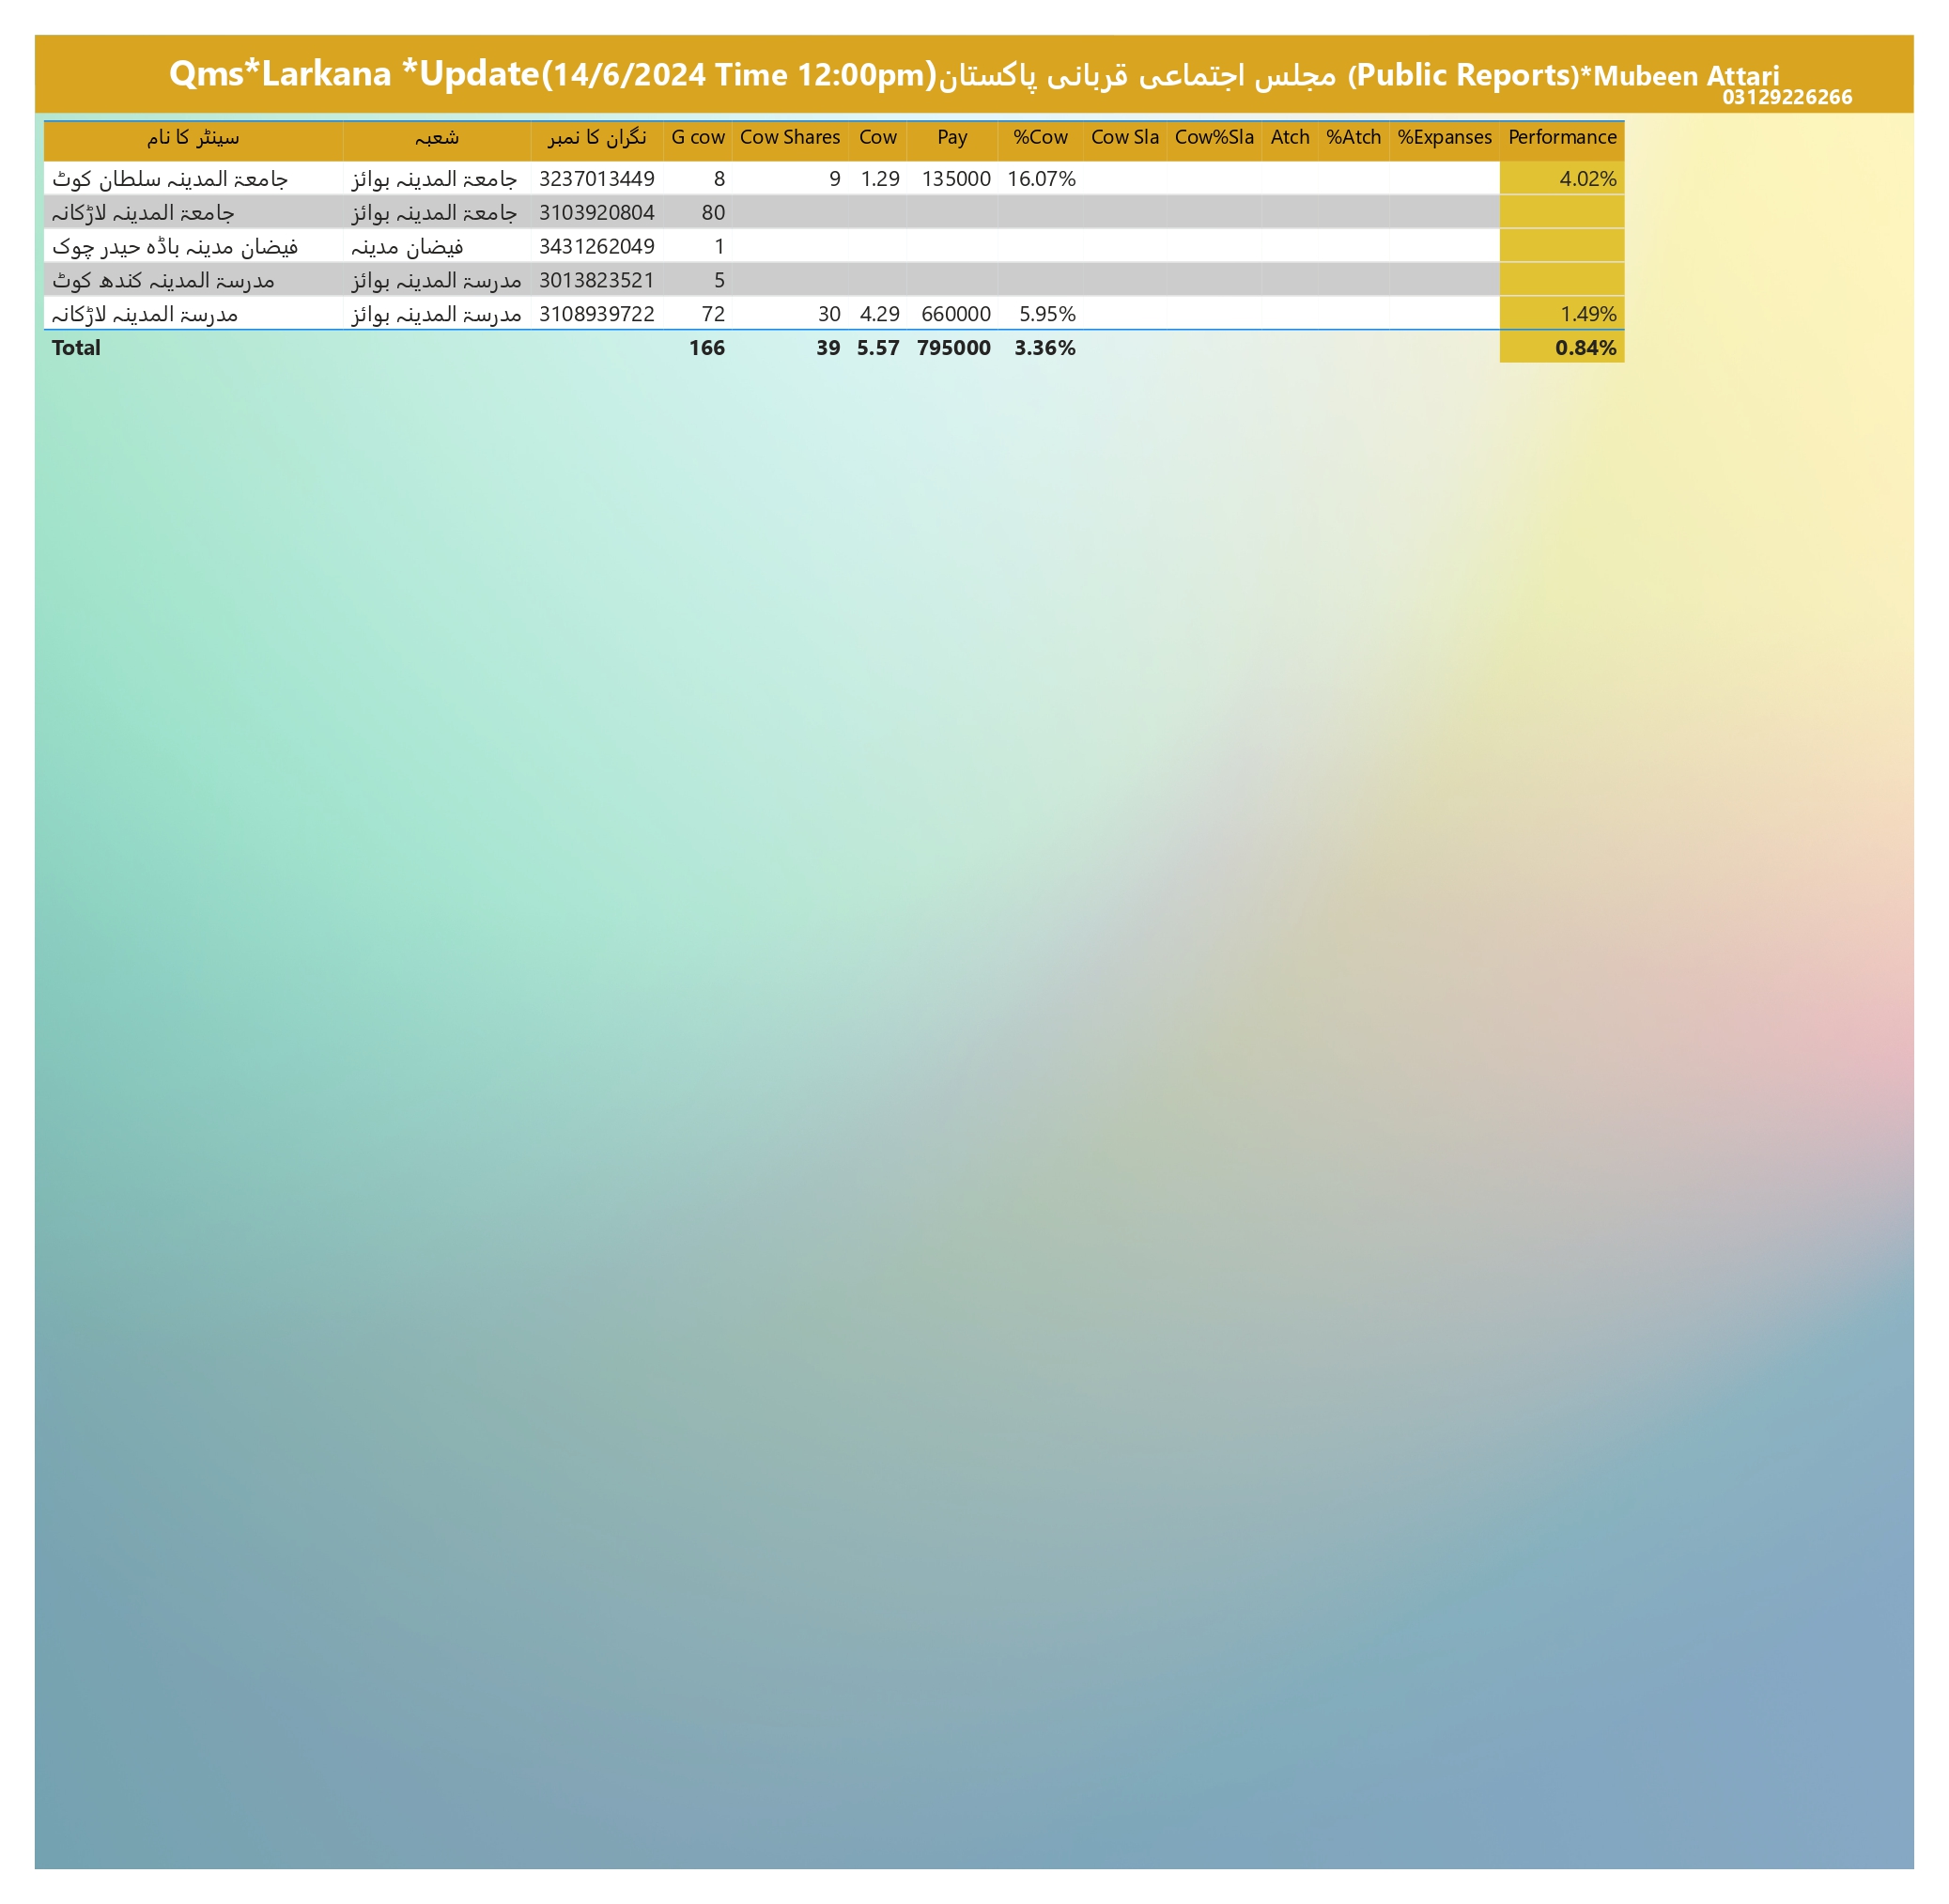 Qms*Larkana *Update(14/6/2024 Time 12:00pm)مجلس اجتماعی قربانی پاکستان (Public Reports)*Mubeen Attari
03129226266
سینٹر کا نام شعبہ نگران کا نمبر G cow Cow Shares Cow Pay %Cow Cow Sla Cow%Sla Atch %Atch %Expanses Performance
جامعۃ المدینہ سلطان کوٹ جامعۃ المدینہ بوائز 3237013449 8 9 1.29 135000 16.07% 4.02%
جامعۃ المدینہ لاڑکانہ جامعۃ المدینہ بوائز 3103920804 80
فیضان مدینہ باڈہ حیدر چوک فیضان مدینہ 3431262049 1
مدرسۃ المدینہ کندھ کوٹ مدرسۃ المدینہ بوائز 3013823521 5
مدرسۃ المدینہ لاڑکانہ مدرسۃ المدینہ بوائز 3108939722 72 30 4.29 660000 5.95% 1.49%
Total 166 39 5.57 795000 3.36% 0.84%